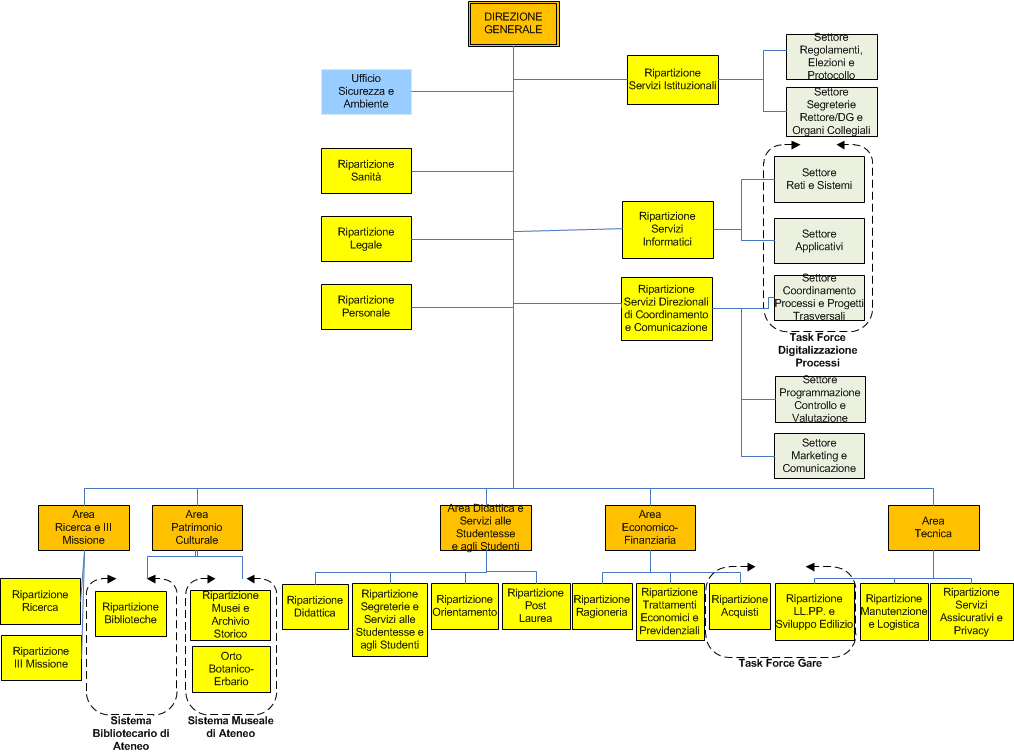 DIREZIONE
GENERALE
Ufficio
Sicurezza e
Ambiente
Ripartizione
Servizi Istituzionali
Settore
Regolamenti,
Elezioni e
Protocollo
Settore
Segreterie
Rettore/DG e
Organi Collegiali
Ripartizione
Sanità
Ripartizione
Legale
Ripartizione
Personale
Ripartizione
Servizi
Informatici
Settore
Reti e Sistemi
Settore
Applicativi
Ripartizione
Servizi Direzionali
di Coordinamento
e Comunicazione
Settore
Coordinamento
Processi e Progetti
Trasversali
Task Force
Digitalizzazione
Processi
Settore
Programmazione
Controllo e
Valutazione
Settore
Marketing e
Comunicazione
Area
Ricerca e III
Missione
Area
Patrimonio
Culturale
Area Didattica e
Servizi alle
Studentesse
e agli Studenti
Area
Economico-
Finanziaria
Area
Tecnica
Ripartizione
Ricerca
Ripartizione
III Missione
Ripartizione
Biblioteche
Ripartizione
Musei e
Archivio
Storico
Orto
Botanico-
Erbario
Ripartizione
Didattica
Ripartizione
Segreterie e
Servizi alle
Studentesse e
agli Studenti
Ripartizione
Orientamento
Ripartizione
Post
Laurea
Ripartizione
Ragioneria
Ripartizione
Trattamenti
Economici e
Previdenziali
Ripartizione
Acquisti
Ripartizione
LL.PP. e
Sviluppo Edilizio
Ripartizione
Manutenzione
e Logistica
Ripartizione
Servizi
Assicurativi e
Privacy
Task Force Gare
Sistema
Bibliotecario di
Ateneo
Sistema Museale
di Ateneo